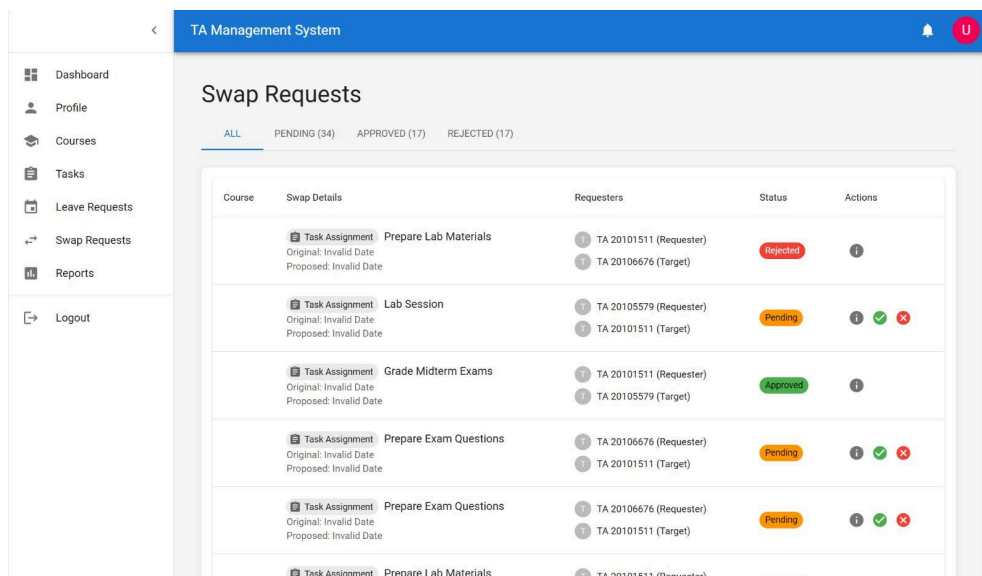 TA Management System
U
Dashboard
Profile
Courses
Tasks
Leave Requests
Swap Requests
Reports
Logout
Swap Requests
ALL PENDING (34) APPROVED (17) REJECTED (17)
Course Swap Details Requesters Status Actions
Task Assignment Prepare Lab Materials
Original: Invalid Date
Proposed: Invalid Date
T TA 20101511 (Requester)
T TA 20106676 (Target)
Rejected
Task Assignment Lab Session
Original: Invalid Date
Proposed: Invalid Date
T TA 20105579 (Requester)
T TA 20101511 (Target)
Pending
Task Assignment Grade Midterm Exams
Original: Invalid Date
Proposed: Invalid Date
T TA 20101511 (Requester)
T TA 20105579 (Target)
Approved
Task Assignment Prepare Exam Questions
Original: Invalid Date
Proposed: Invalid Date
T TA 20106676 (Requester)
T TA 20101511 (Target)
Pending
Task Assignment Prepare Exam Questions
Original: Invalid Date
Proposed: Invalid Date
T TA 20106676 (Requester)
T TA 20101511 (Target)
Pending
Task Assignment Prepare Lab Materials
TA 20101511 (Requester)